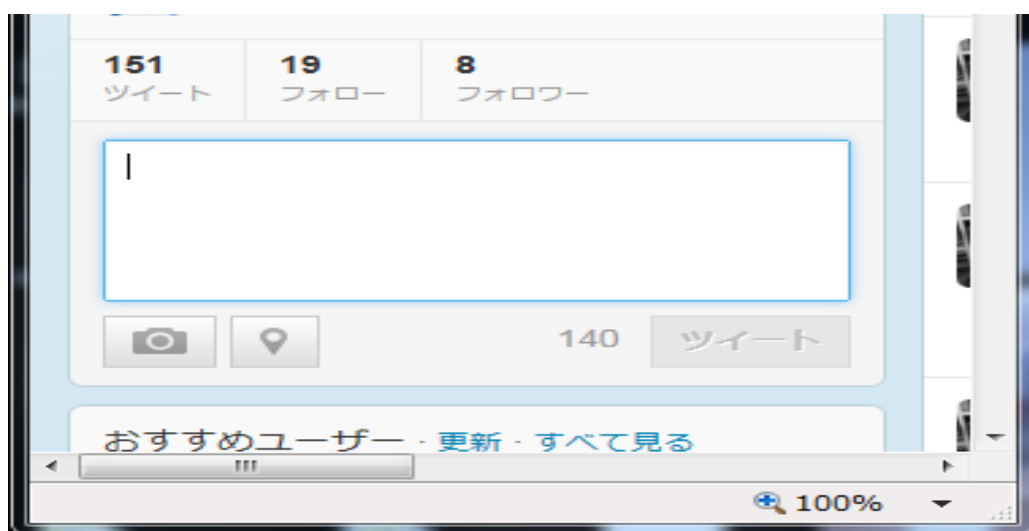 151 19 8
ツイート フォロー フォロワー
140 ツイート
おすすめユーザー · 更新 · すべて見る
100%